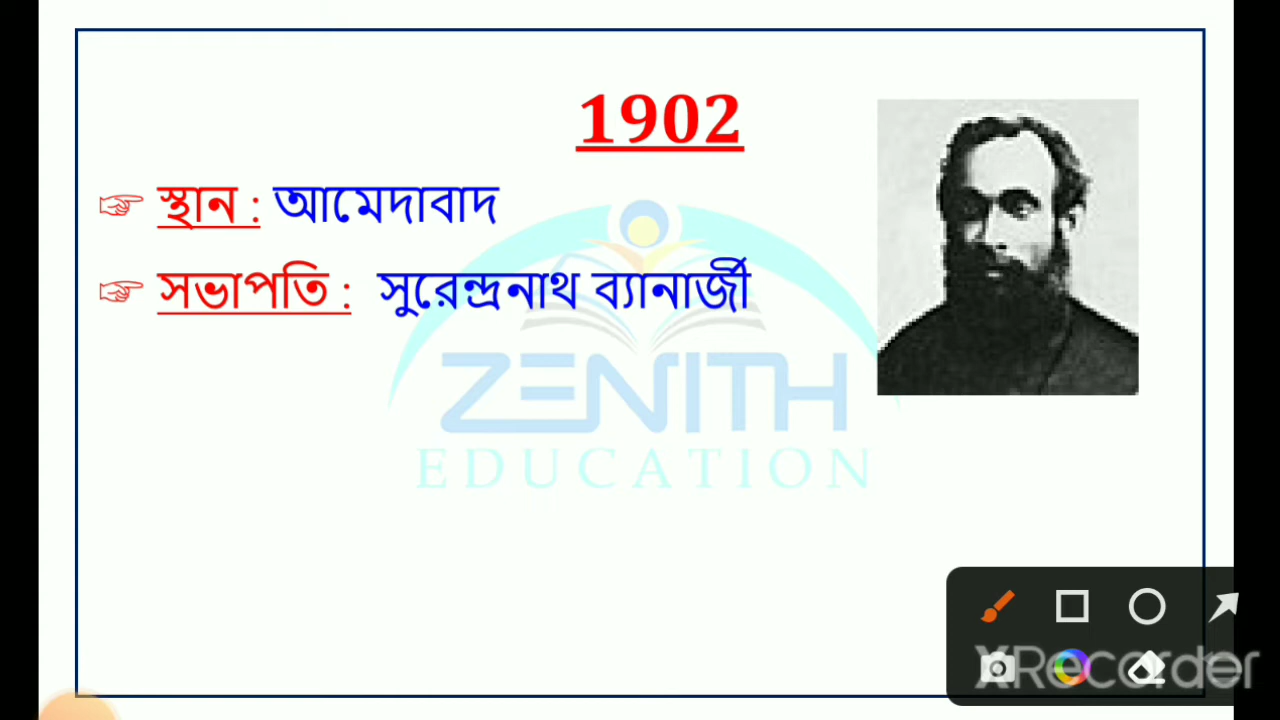 1902
☞ স্থান : আমেদাবাদ
☞ সভাপতি : সুরেন্দ্রনাথ ব্যানার্জী
ZENITH
EDUCATION
XRecorder